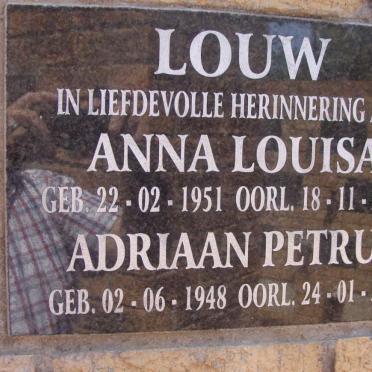 LOUW
IN LIEFDEVOLLE HERINNERING
ANNA LOUISA
GEB. 22 - 02 - 1951 OORL. 18 - 11 -
ADRIAAN PETRU
GEB. 02 - 06 - 1948 OORL. 24 - 01 -